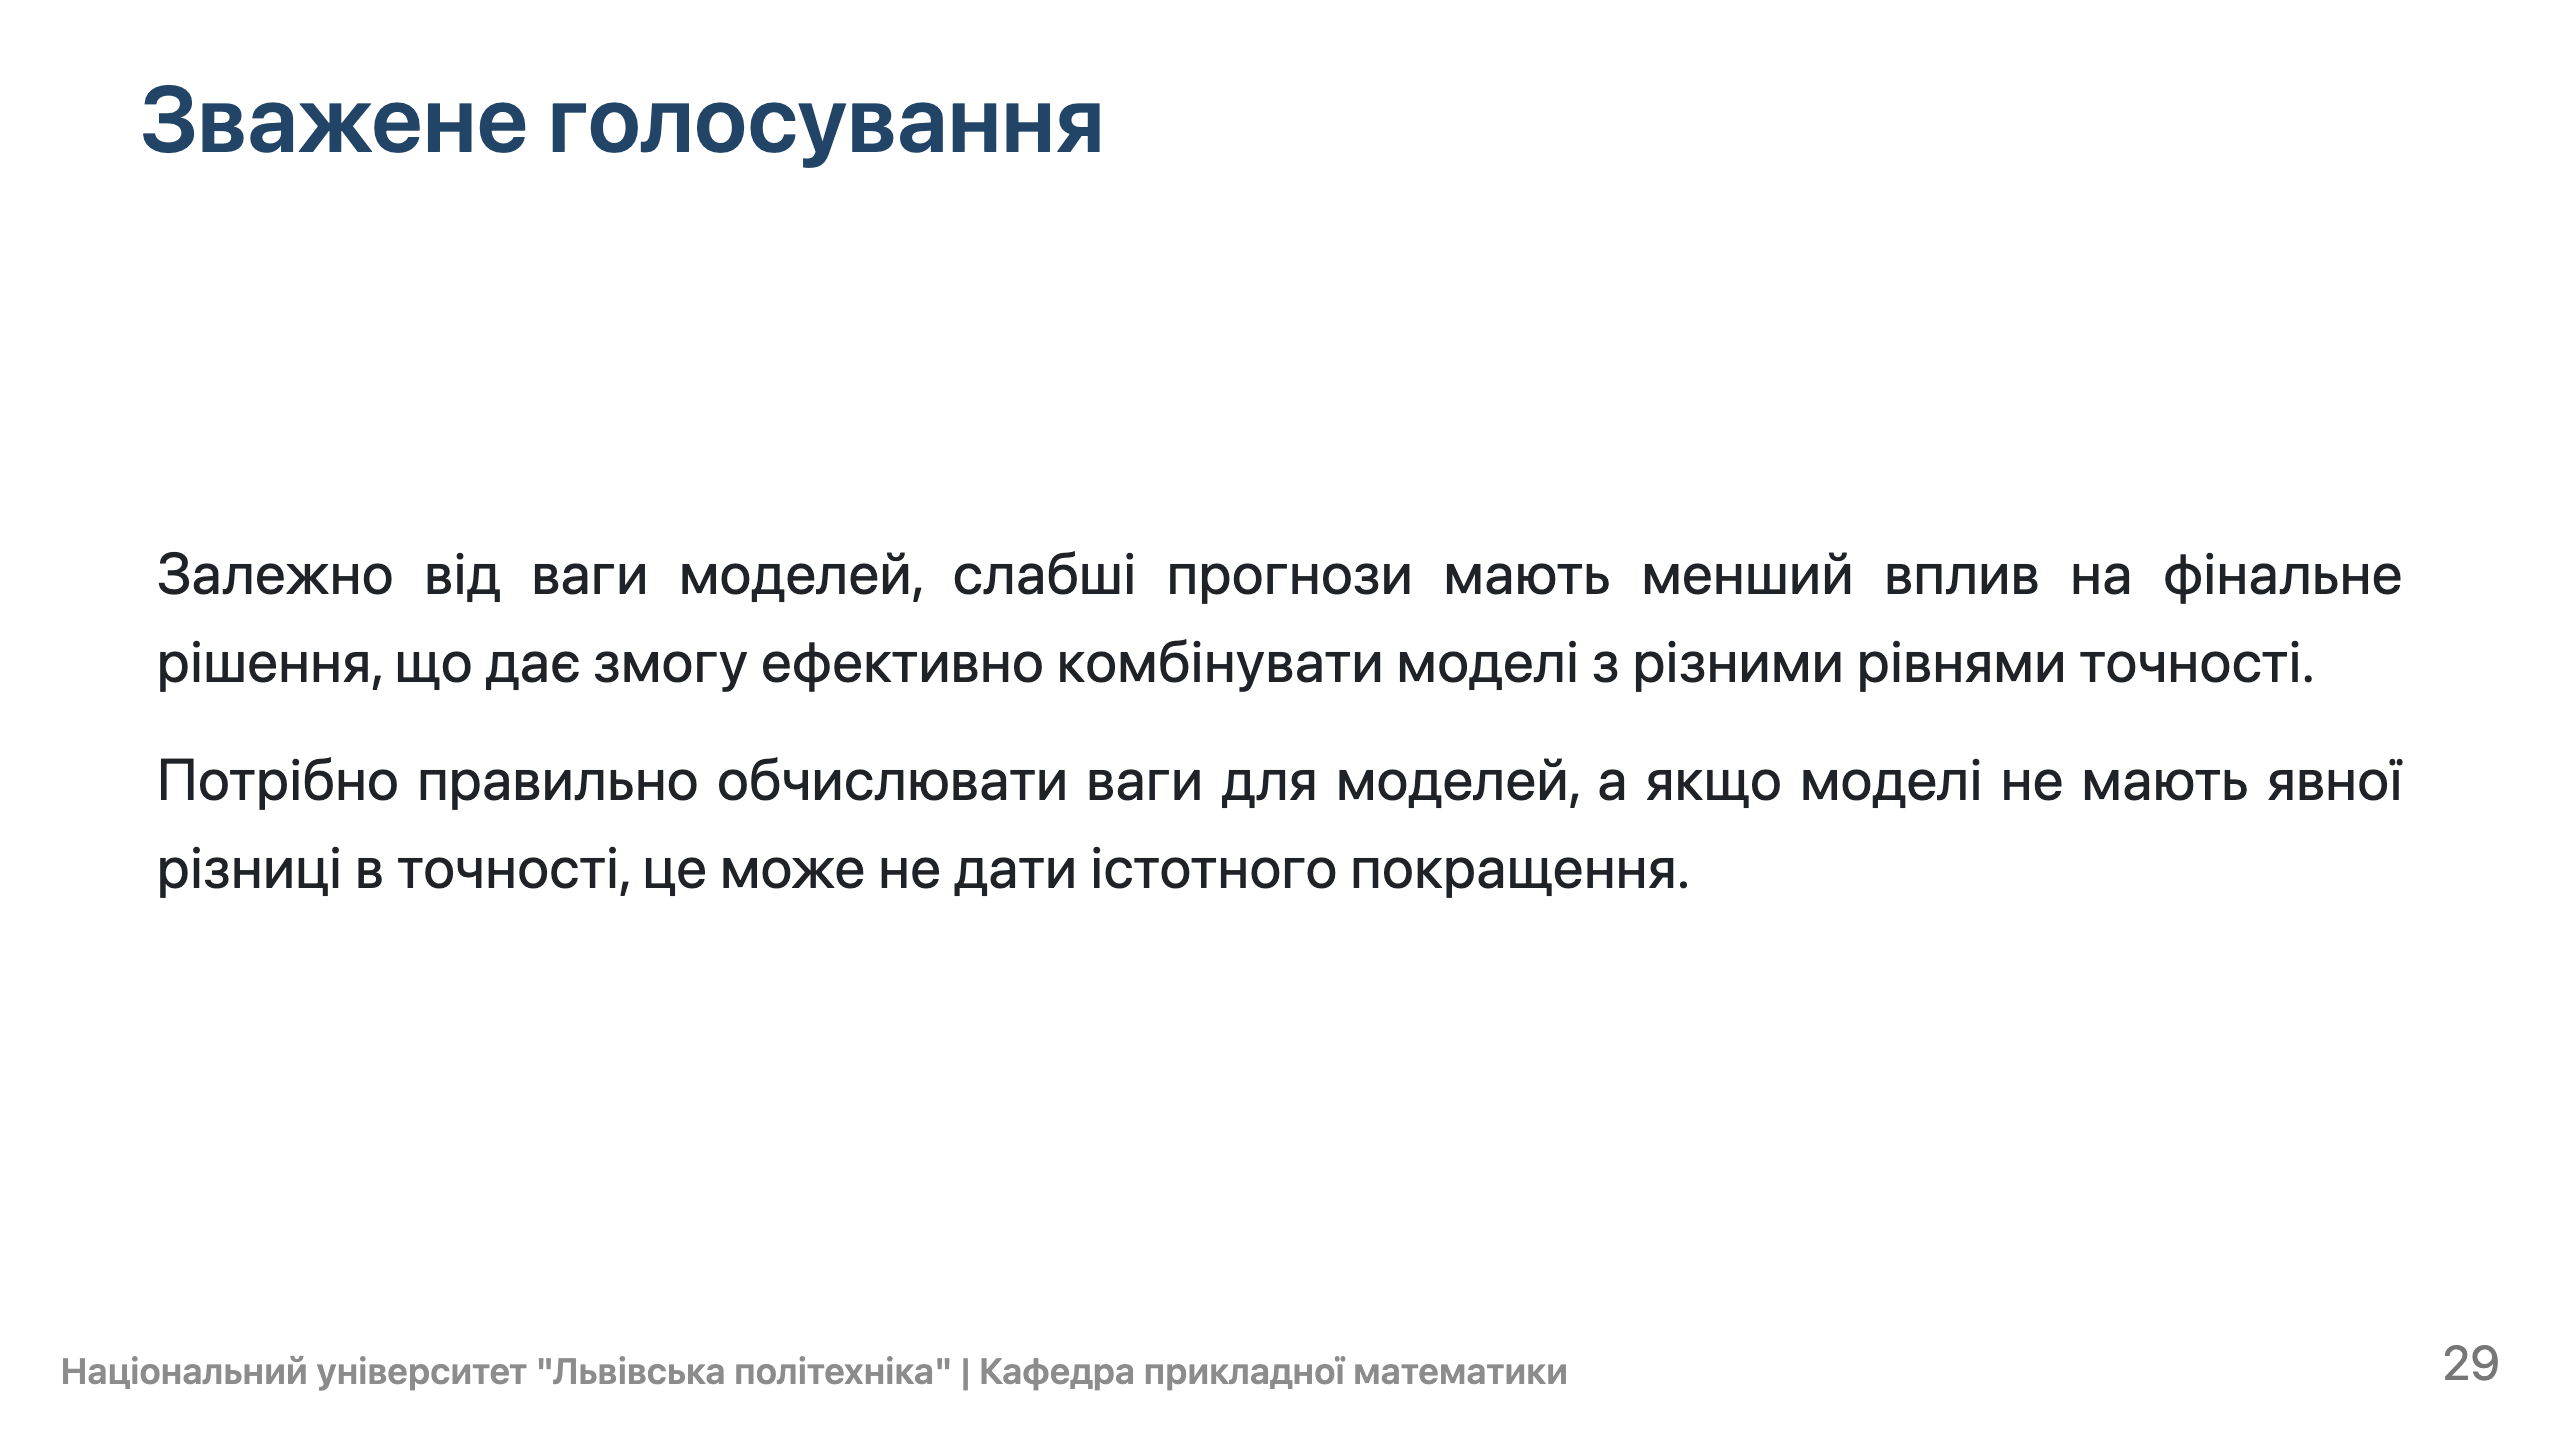 Зважене голосування
Залежно від ваги моделей, слабші прогнози мають менший вплив на фінальне
рішення, що дає змогу ефективно комбінувати моделі з різними рівнями точності.
Потрібно правильно обчислювати ваги для моделей, а якщо моделі не мають явної
різниці в точності, це може не дати істотного покращення.
Національний університет "Львівська політехніка" | Кафедра прикладної математики
29